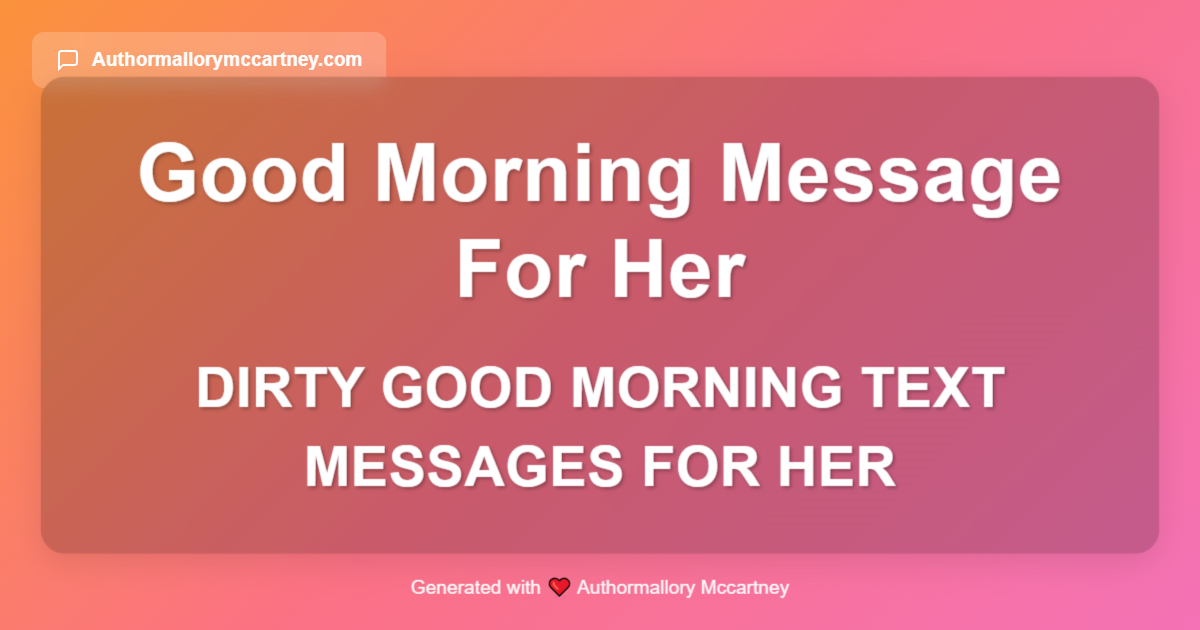 Authormallorymccartney.com
Good Morning Message
For Her
DIRTY GOOD MORNING TEXT
MESSAGES FOR HER
Generated with ❤️ Authormallory Mccartney